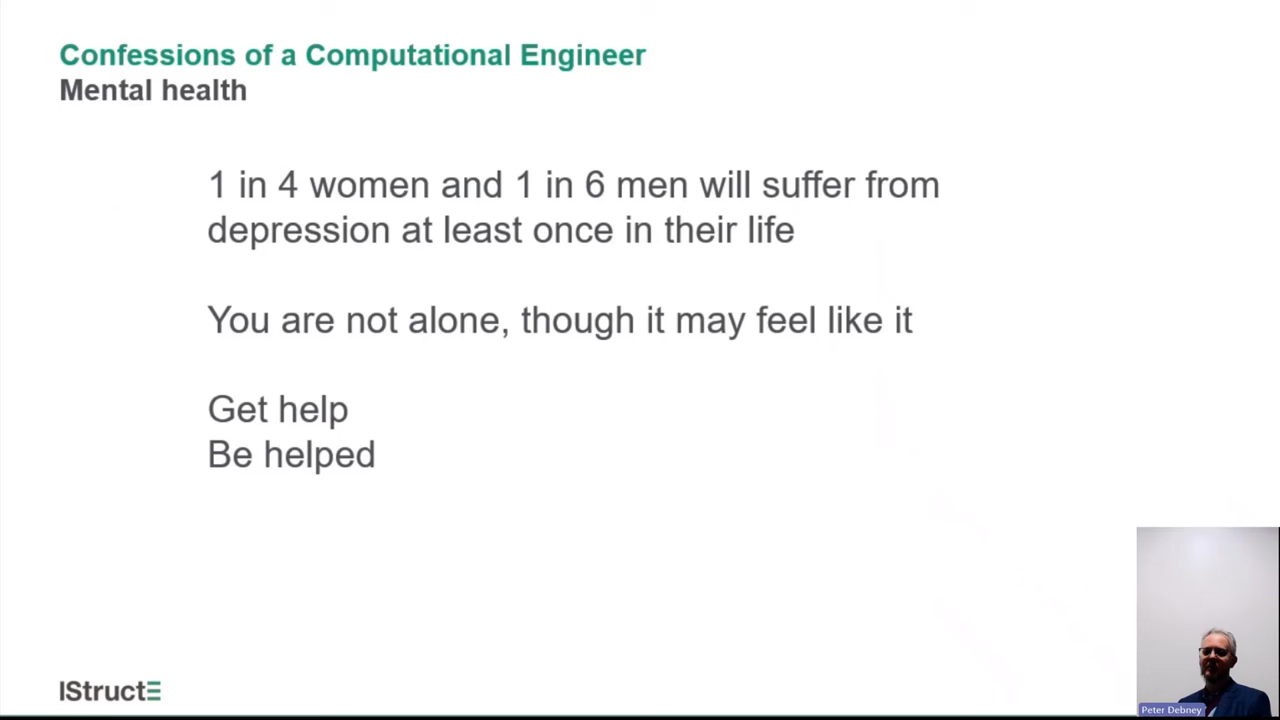 Confessions of a Computational Engineer
Mental health
1 in 4 women and 1 in 6 men will suffer from
depression at least once in their life
You are not alone, though it may feel like it
Get help
Be helped
IStructE
Peter Debney